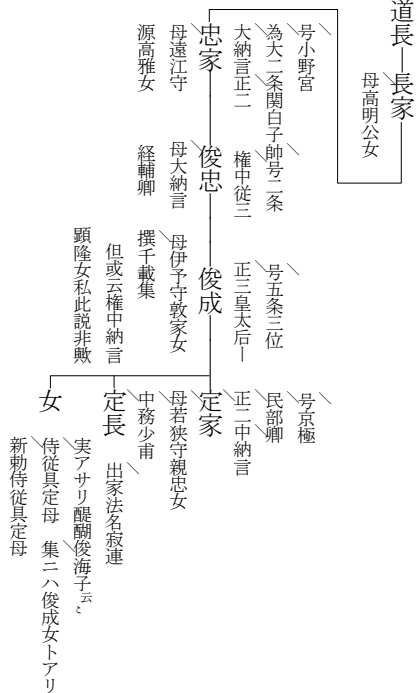 道長―長家
母高明公女
号小野宮
為大二条関白子
大納言正二
忠家
母遠江守
源高雅女
帥号二条
権中従三
俊忠
母大納言
経輔卿
号五条三位
正三皇太后ー
俊成
母伊予守敦家女
撰千載集
但或云権中納言
顕隆女私此説非歟
号京極
民部卿
正二中納言
定家
母若狭守親忠女
中務少甫
定長
出家法名寂連
実アサリ醍醐俊海子云〻
女
侍従具定母
集ニハ俊成女トアリ
新勅侍従具定母